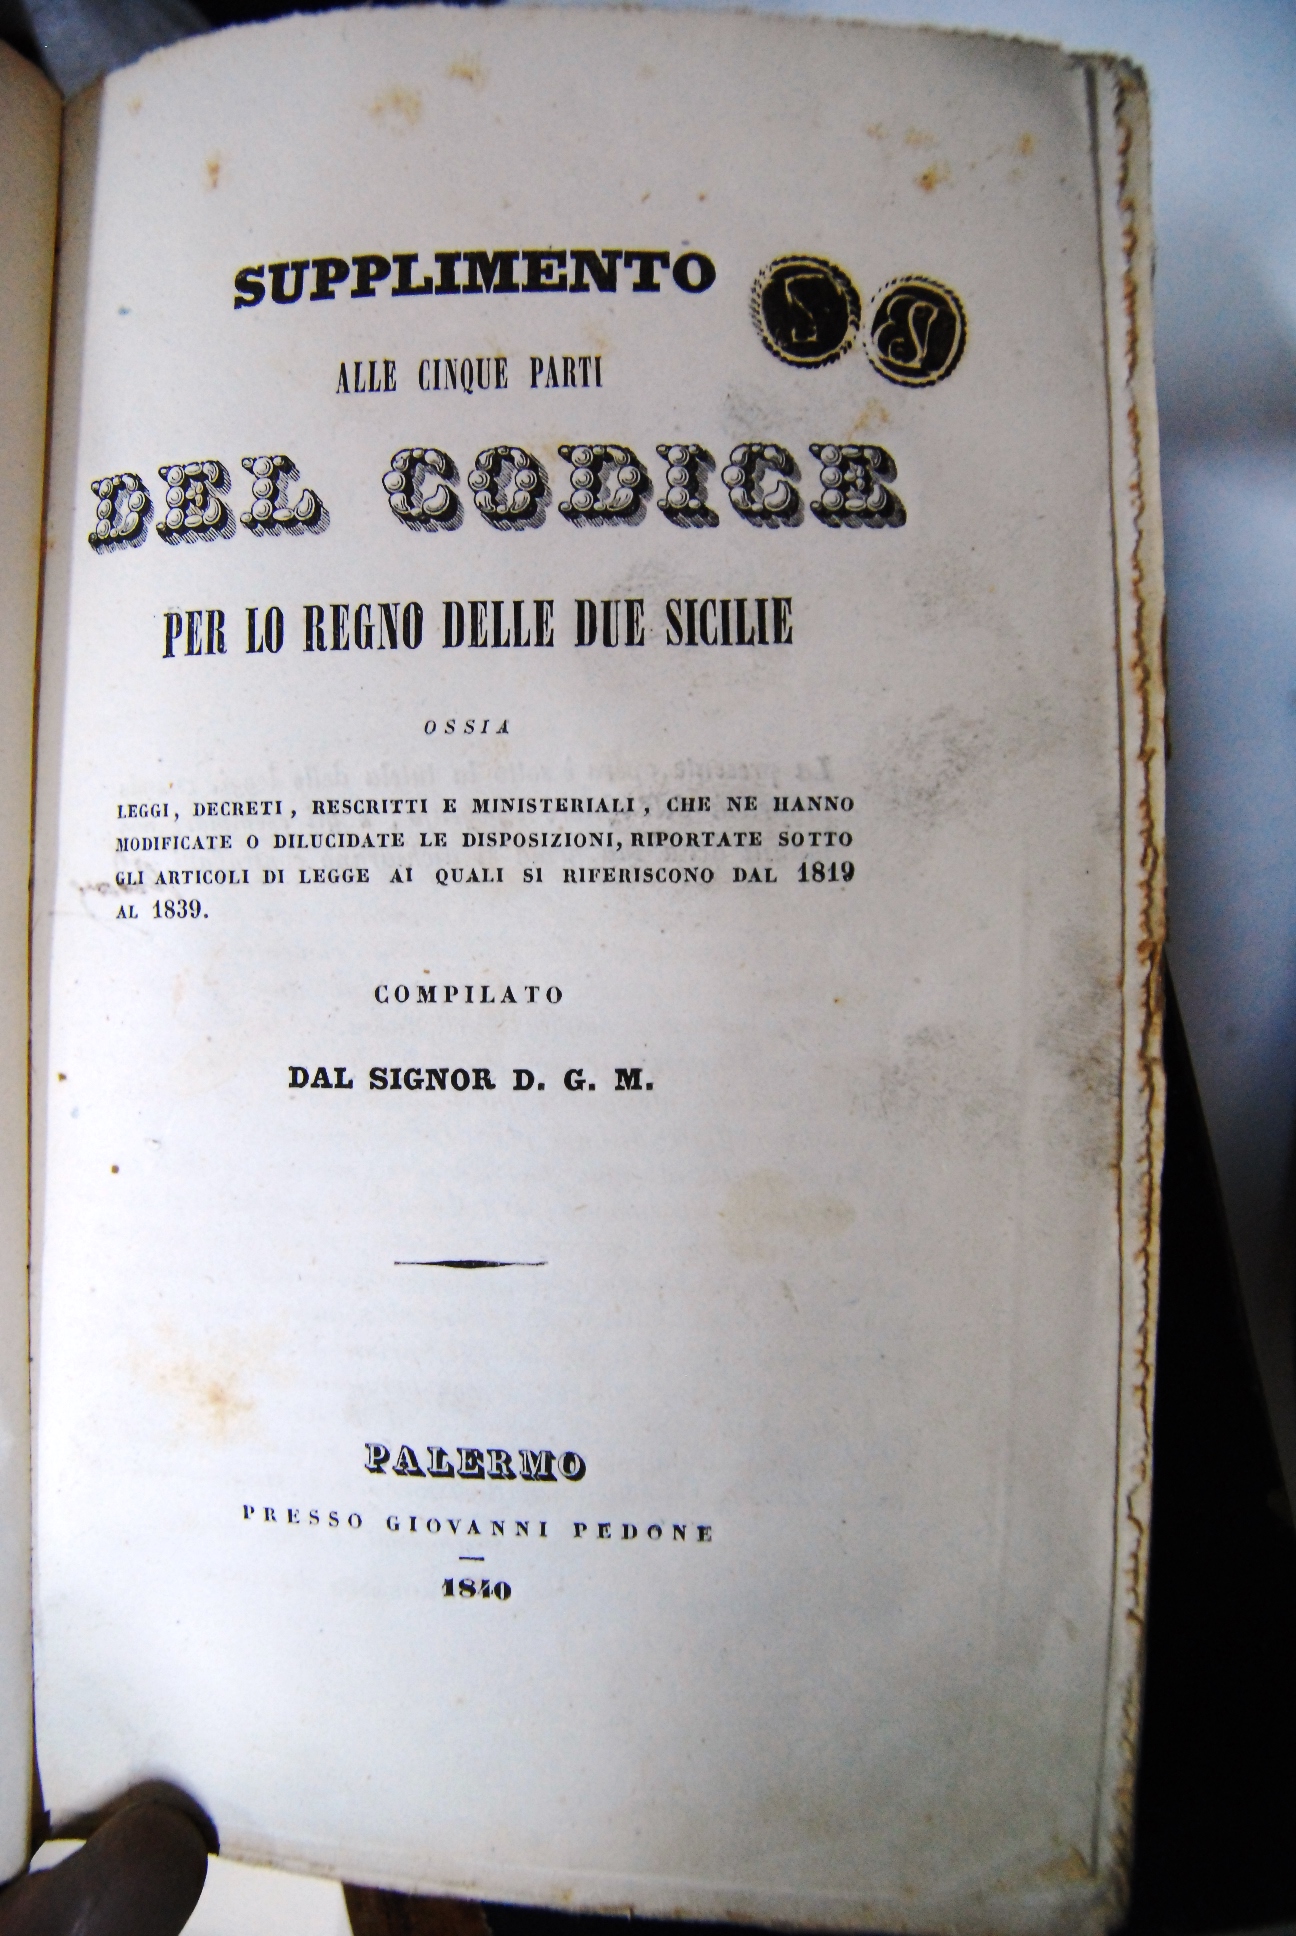 SUPPLIMENTO
ALLE CINQUE PARTI
DEL CODICE
PER LO REGNO DELLE DUE SICILIE
OSSIA
LEGGI, DECRETI, RESCRITTI E MINISTERIALI, CHE NE HANNO
MODIFICATE O DILUCIDATE LE DISPOSIZIONI, RIPORTATE SOTTO
GLI ARTICOLI DI LEGGE AI QUALI SI RIFERISCONO DAL 1819
AL 1839.
COMPILATO
DAL SIGNOR D. G. M.
PALERMO
PRESSO GIOVANNI PEDONE
1840